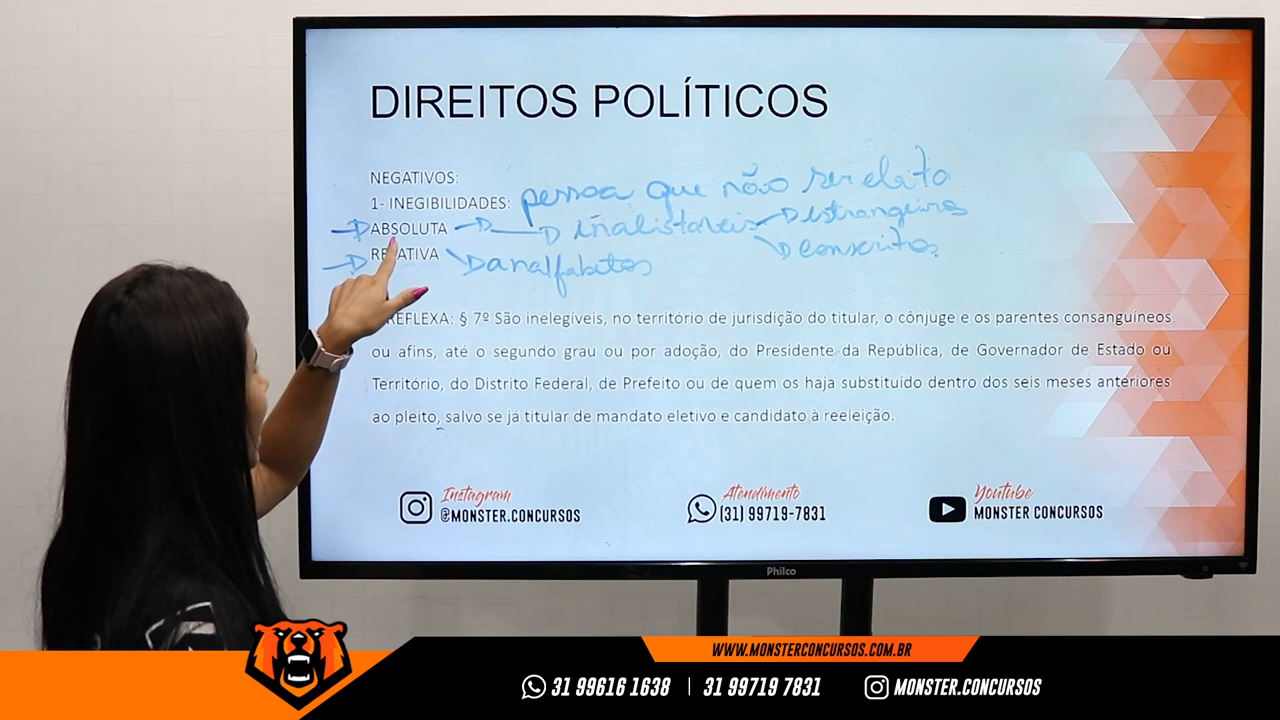 DIREITOS POLÍTICOS
NEGATIVOS:
1- INEGIBILIDADES: pessoa que não ser eleito
ABSOLUTA inalistáveis estrangeiros
RELATIVA analfabetos conscritos
REFLEXA: § 7º São inelegíveis, no território de jurisdição do titular, o cônjuge e os parentes consanguíneos
ou afins, até o segundo grau ou por adoção, do Presidente da República, de Governador de Estado ou
Território, do Distrito Federal, de Prefeito ou de quem os haja substituído dentro dos seis meses anteriores
ao pleito, salvo se já titular de mandato eletivo e candidato à reeleição.
Instagram
@MONSTER.CONCURSOS
Atendimento
(31) 99719-7831
Youtube
MONSTER CONCURSOS
Philco
WWW.MONSTERCONCURSOS.COM.BR
31 99616 1638 | 31 99719 7831 MONSTER.CONCURSOS